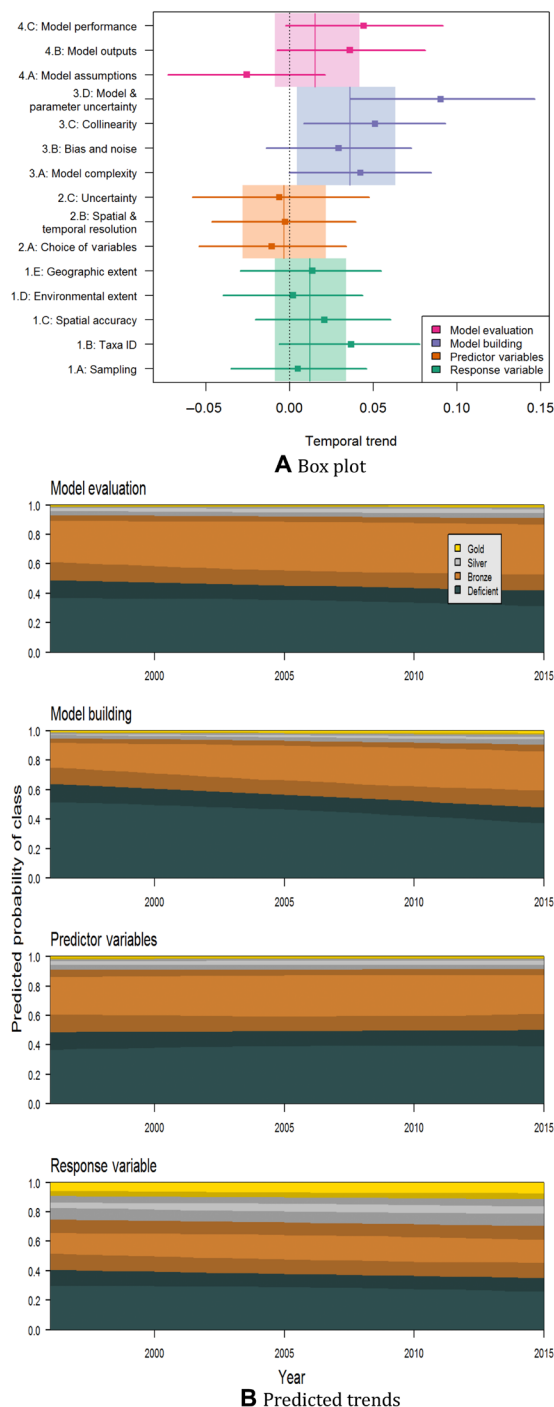 4.C: Model performance
4.B: Model outputs
4.A: Model assumptions
3.D: Model &
parameter uncertainty
3.C: Collinearity
3.B: Bias and noise
3.A: Model complexity
2.C: Uncertainty
2.B: Spatial &
temporal resolution
2.A: Choice of variables
1.E: Geographic extent
1.D: Environmental extent
1.C: Spatial accuracy
1.B: Taxa ID
1.A: Sampling
Model evaluation
Model building
Predictor variables
Response variable
−0.05 0.00 0.05 0.10 0.15
Temporal trend
A Box plot
Model evaluation
1.0
0.8
0.6
0.4
0.2
0.0
Gold
Silver
Bronze
Deficient
2000 2005 2010 2015
Model building
1.0
0.8
0.6
0.4
0.2
0.0
2000 2005 2010 2015
Predicted probability of class
Predictor variables
1.0
0.8
0.6
0.4
0.2
0.0
2000 2005 2010 2015
Response variable
1.0
0.8
0.6
0.4
0.2
0.0
2000 2005 2010 2015
Year
B Predicted trends